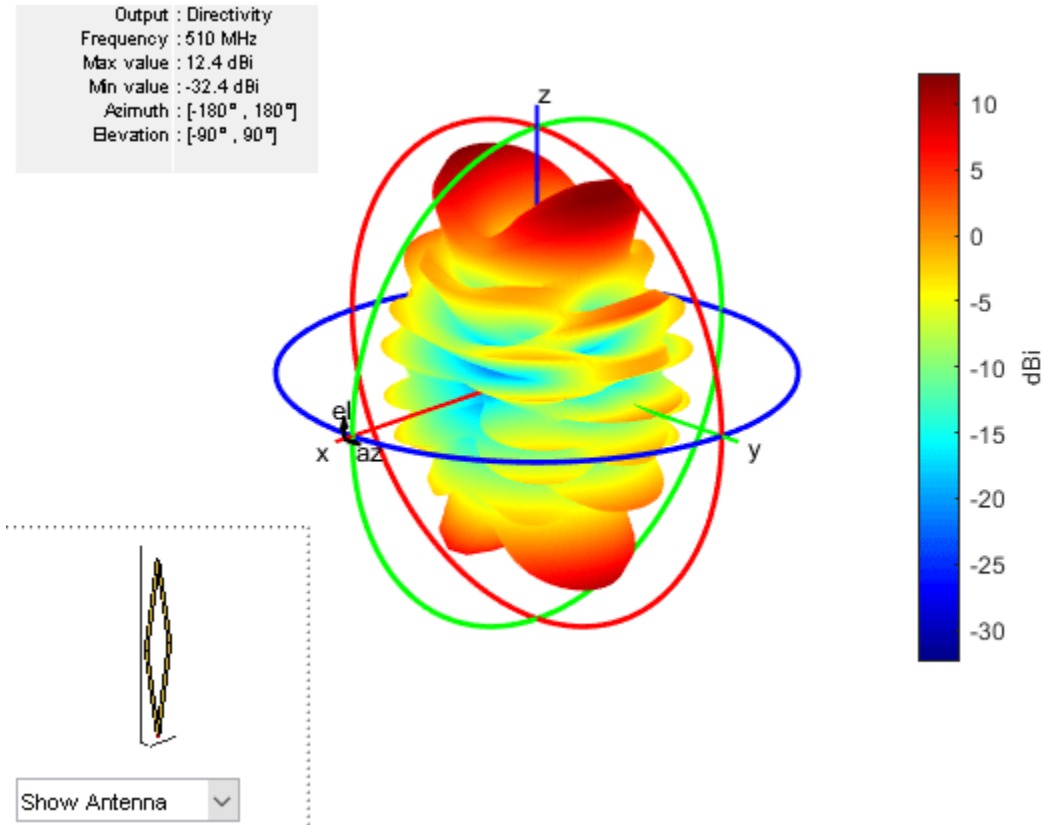 Output : Directivity
Frequency : 510 MHz
Max value : 12.4 dBi
Min value : -32.4 dBi
Azimuth : [-180° , 180°]
Elevation : [-90° , 90°]
z
el
x
az
y
10
5
0
-5
-10
-15
-20
-25
-30
dBi
Show Antenna